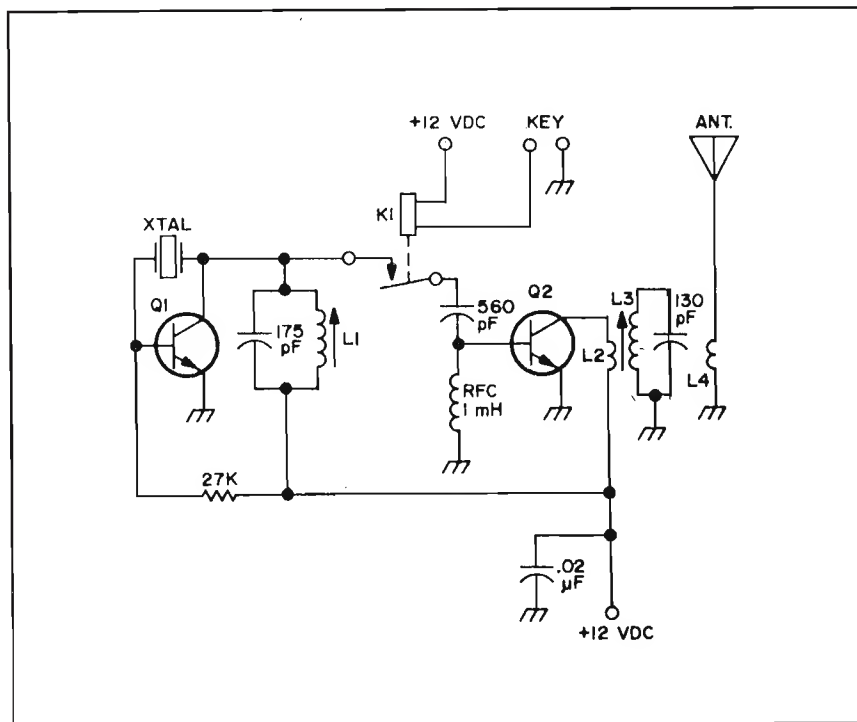 +12 VDC
KEY
ANT.
K1
XTAL
Q1
175
pF
L1
560
pF
Q2
L3
130
pF
L2
L4
RFC
1 mH
27K
.02
µF
+12 VDC